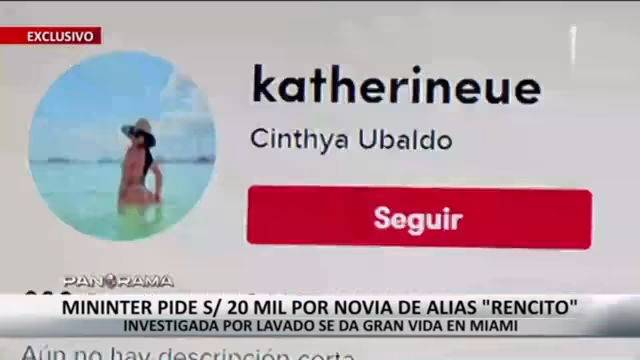 EXCLUSIVO
katherineue
Cinthya Ubaldo
Seguir
PANORAMA
MININTER PIDE S/ 20 MIL POR NOVIA DE ALIAS "RENCITO"
INVESTIGADA POR LAVADO SE DA GRAN VIDA EN MIAMI
Aún no hay descripción corta